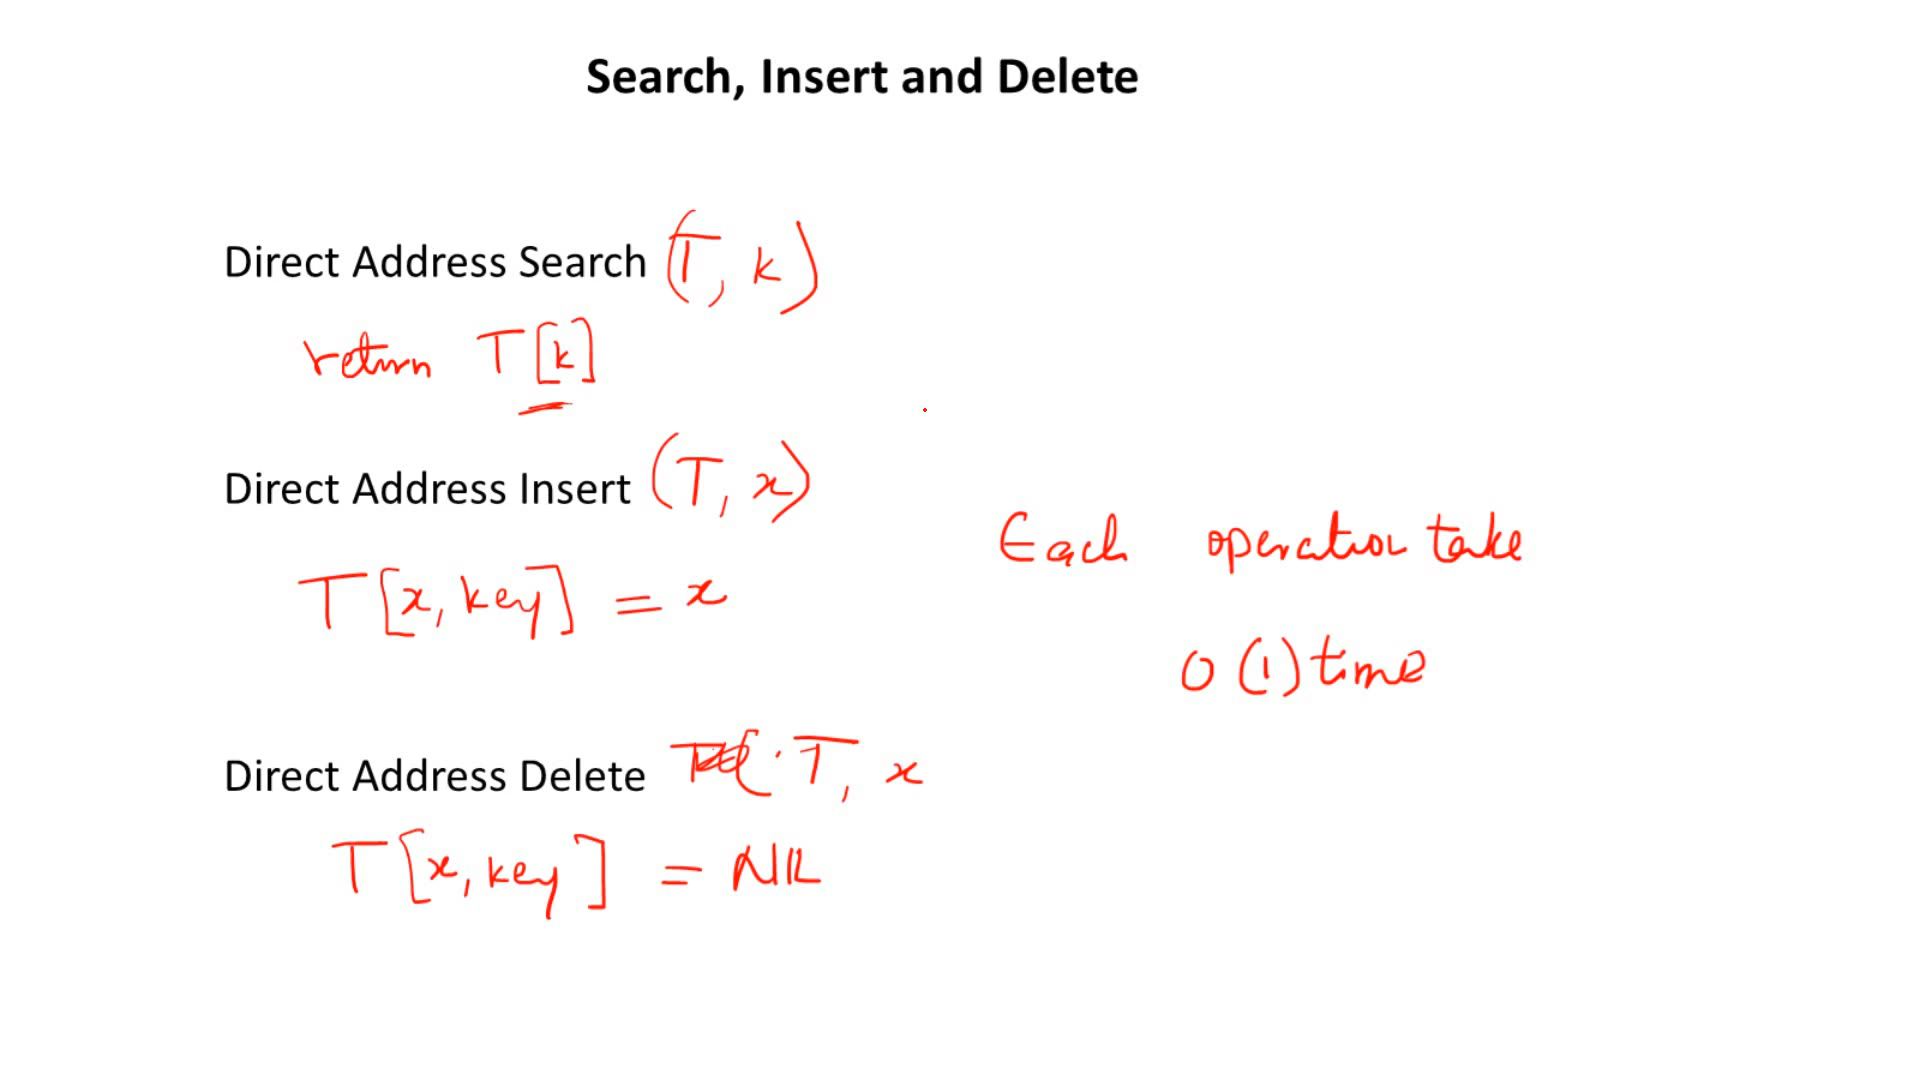 Search, Insert and Delete
Direct Address Search (T, k)
return T[k]
Direct Address Insert (T, x)
T[x, key] = x
Each operation take
O(1) time
Direct Address Delete (T, x
T[x, key] = NIL